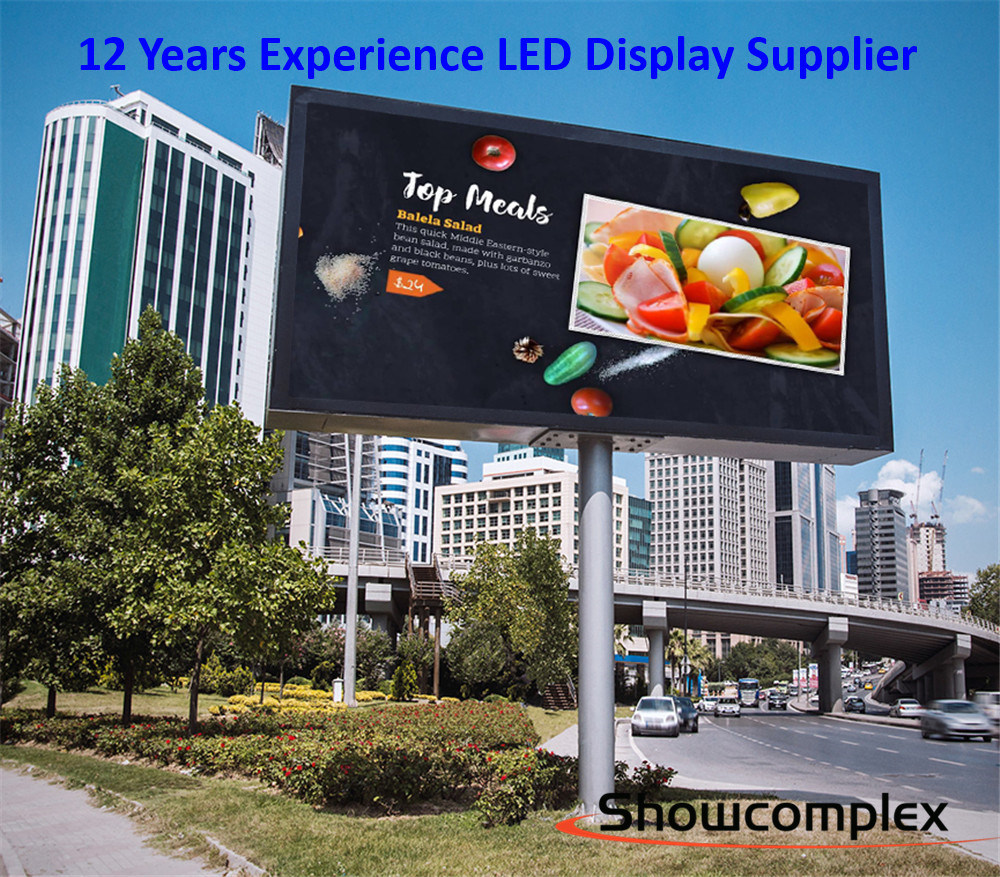 12 Years Experience LED Display Supplier
Top Meals
Balela Salad
This quick Middle Eastern-style
bean salad, made with garbanzo
and black beans, plus lots of sweet
grape tomatoes.
$24
Showcomplex